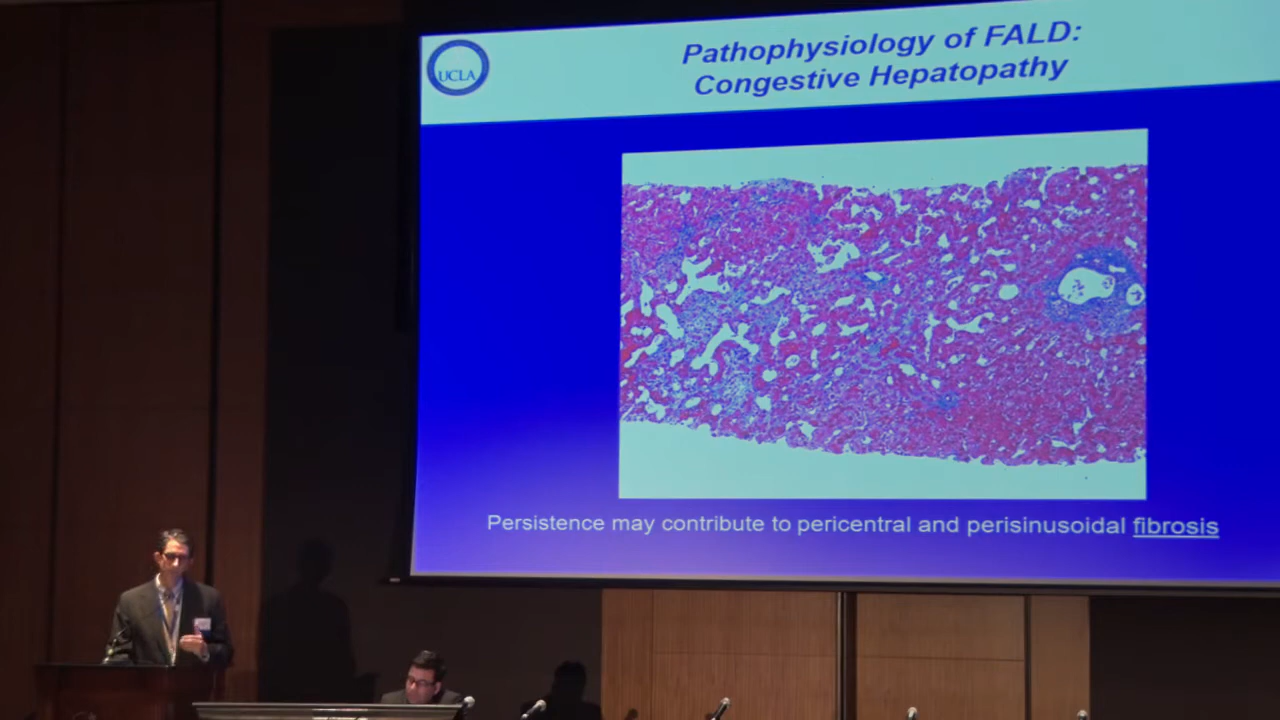 UCLA
Pathophysiology of FALD:
Congestive Hepatopathy
Persistence may contribute to pericentral and perisinusoidal fibrosis